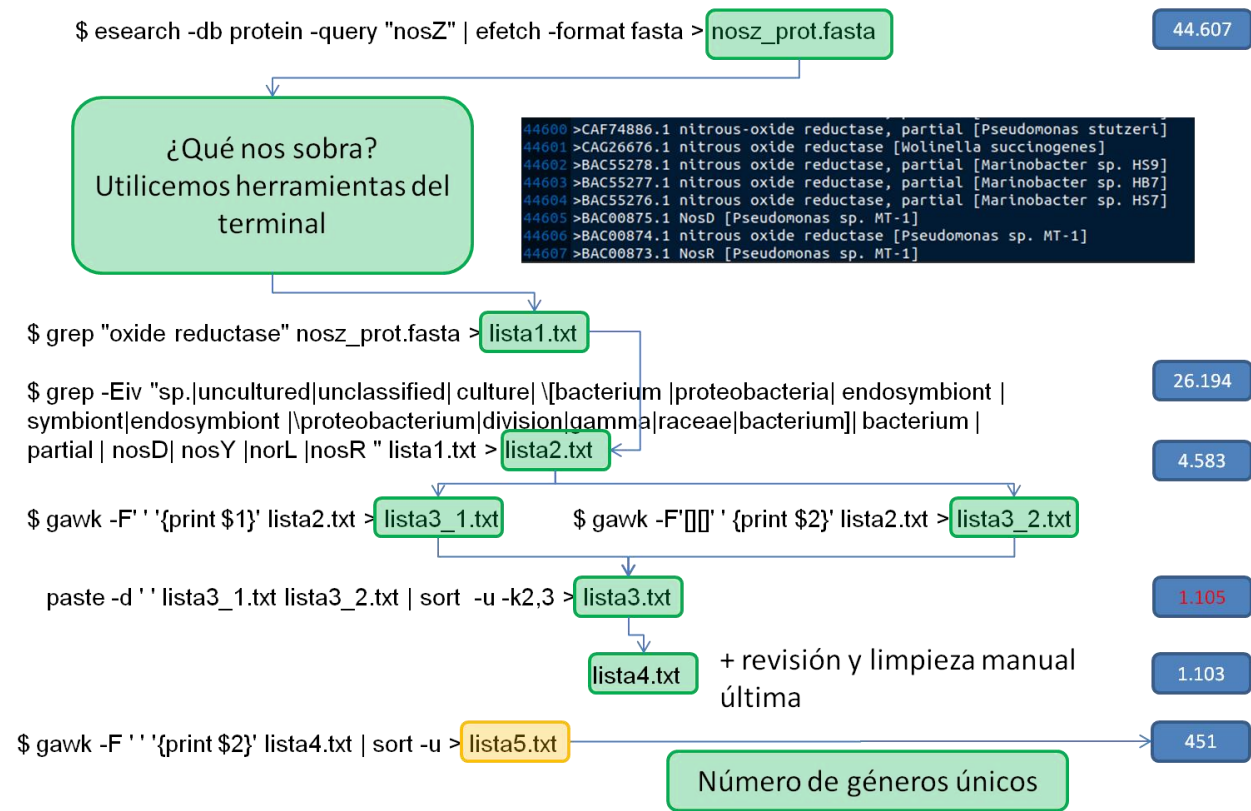 $ esearch -db protein -query "nosZ" | efetch -format fasta > nosz_prot.fasta
44.607
¿Qué nos sobra?
Utilicemos herramientas del
terminal
44600 >CAF74886.1 nitrous-oxide reductase, partial [Pseudomonas stutzeri]
44601 >CAG26676.1 nitrous oxide reductase [Wolinella succinogenes]
44602 >BAC55278.1 nitrous oxide reductase, partial [Marinobacter sp. HS9]
44603 >BAC55277.1 nitrous oxide reductase, partial [Marinobacter sp. HB7]
44604 >BAC55276.1 nitrous oxide reductase, partial [Marinobacter sp. HS7]
44605 >BAC00875.1 NosD [Pseudomonas sp. MT-1]
44606 >BAC00874.1 nitrous oxide reductase [Pseudomonas sp. MT-1]
44607 >BAC00873.1 NosR [Pseudomonas sp. MT-1]
$ grep "oxide reductase" nosz_prot.fasta > lista1.txt
26.194
$ grep -Eiv "sp.|uncultured|unclassified| culture| \[bacterium |proteobacteria| endosymbiont |
symbiont|endosymbiont |\proteobacterium|division|gamma|raceae|bacterium]| bacterium |
partial | nosD| nosY |norL |nosR " lista1.txt > lista2.txt
4.583
$ gawk -F' ' '{print $1}' lista2.txt > lista3_1.txt
$ gawk -F'[][]' ' {print $2}' lista2.txt > lista3_2.txt
paste -d ' ' lista3_1.txt lista3_2.txt | sort -u -k2,3 > lista3.txt
1.105
lista4.txt
+ revisión y limpieza manual
última
1.103
$ gawk -F ' ' '{print $2}' lista4.txt | sort -u > lista5.txt
451
Número de géneros únicos